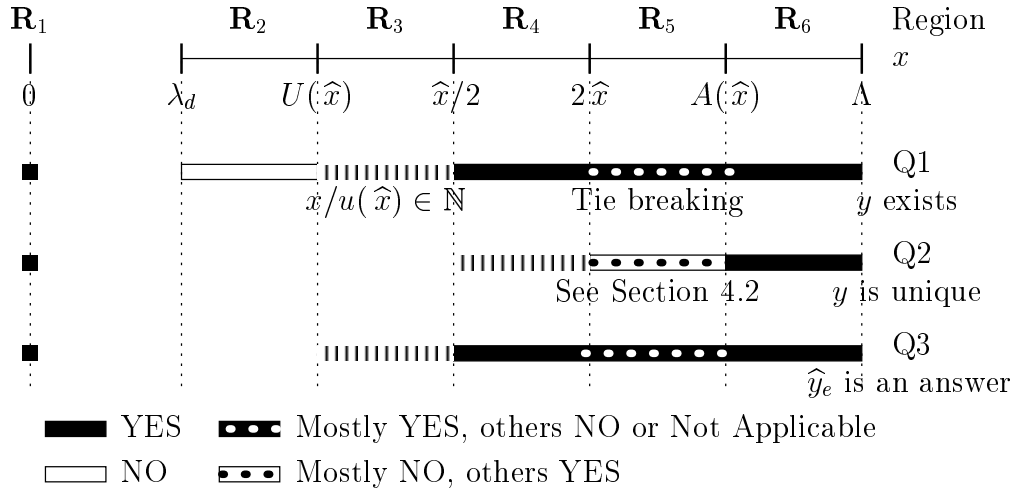 R₁ R₂ R₃ R₄ R₅ R₆ Region
x
0 λ_d U(x̂) x̂/2 2x̂ A(x̂) Λ
Q1
x/u(x̂) ∈ ℕ Tie breaking y exists
Q2
See Section 4.2 y is unique
Q3
ŷₑ is an answer
YES Mostly YES, others NO or Not Applicable
NO Mostly NO, others YES